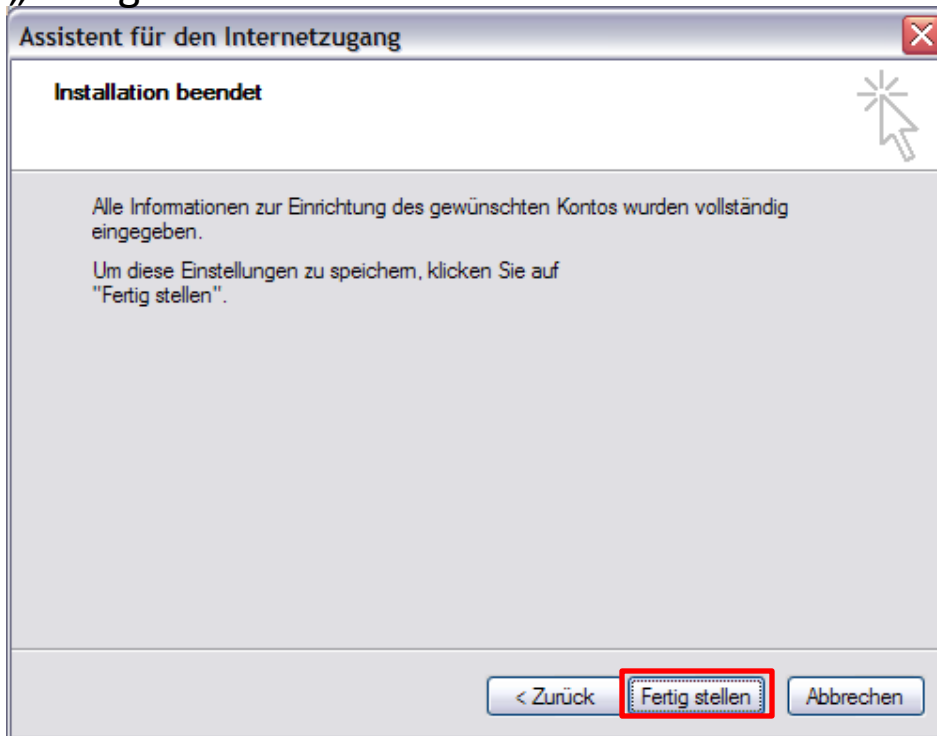 Assistent für den Internetzugang
Installation beendet
Alle Informationen zur Einrichtung des gewünschten Kontos wurden vollständig
eingegeben.
Um diese Einstellungen zu speichern, klicken Sie auf
"Fertig stellen".
< Zurück Fertig stellen Abbrechen